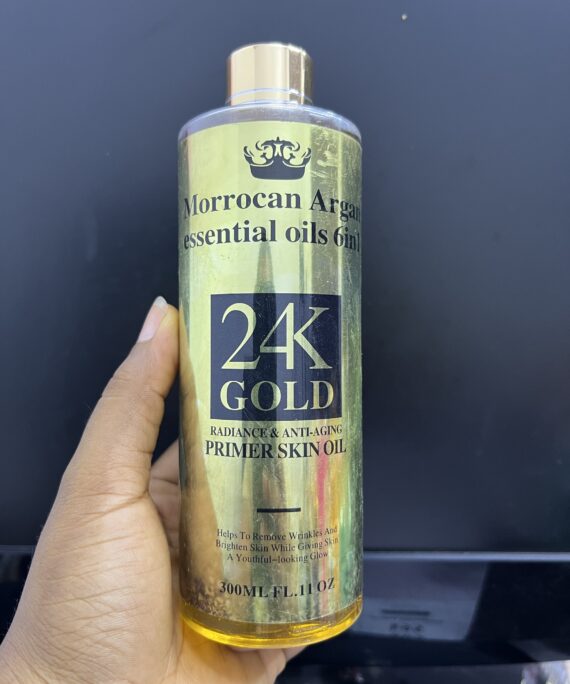 Morrocan Argan
essential oils 6in1
24K
GOLD
RADIANCE & ANTI-AGING
PRIMER SKIN OIL
Helps To Remove Wrinkles And
Brighten Skin While Giving Skin
A Youthful-looking Glow
300ML FL.11 OZ